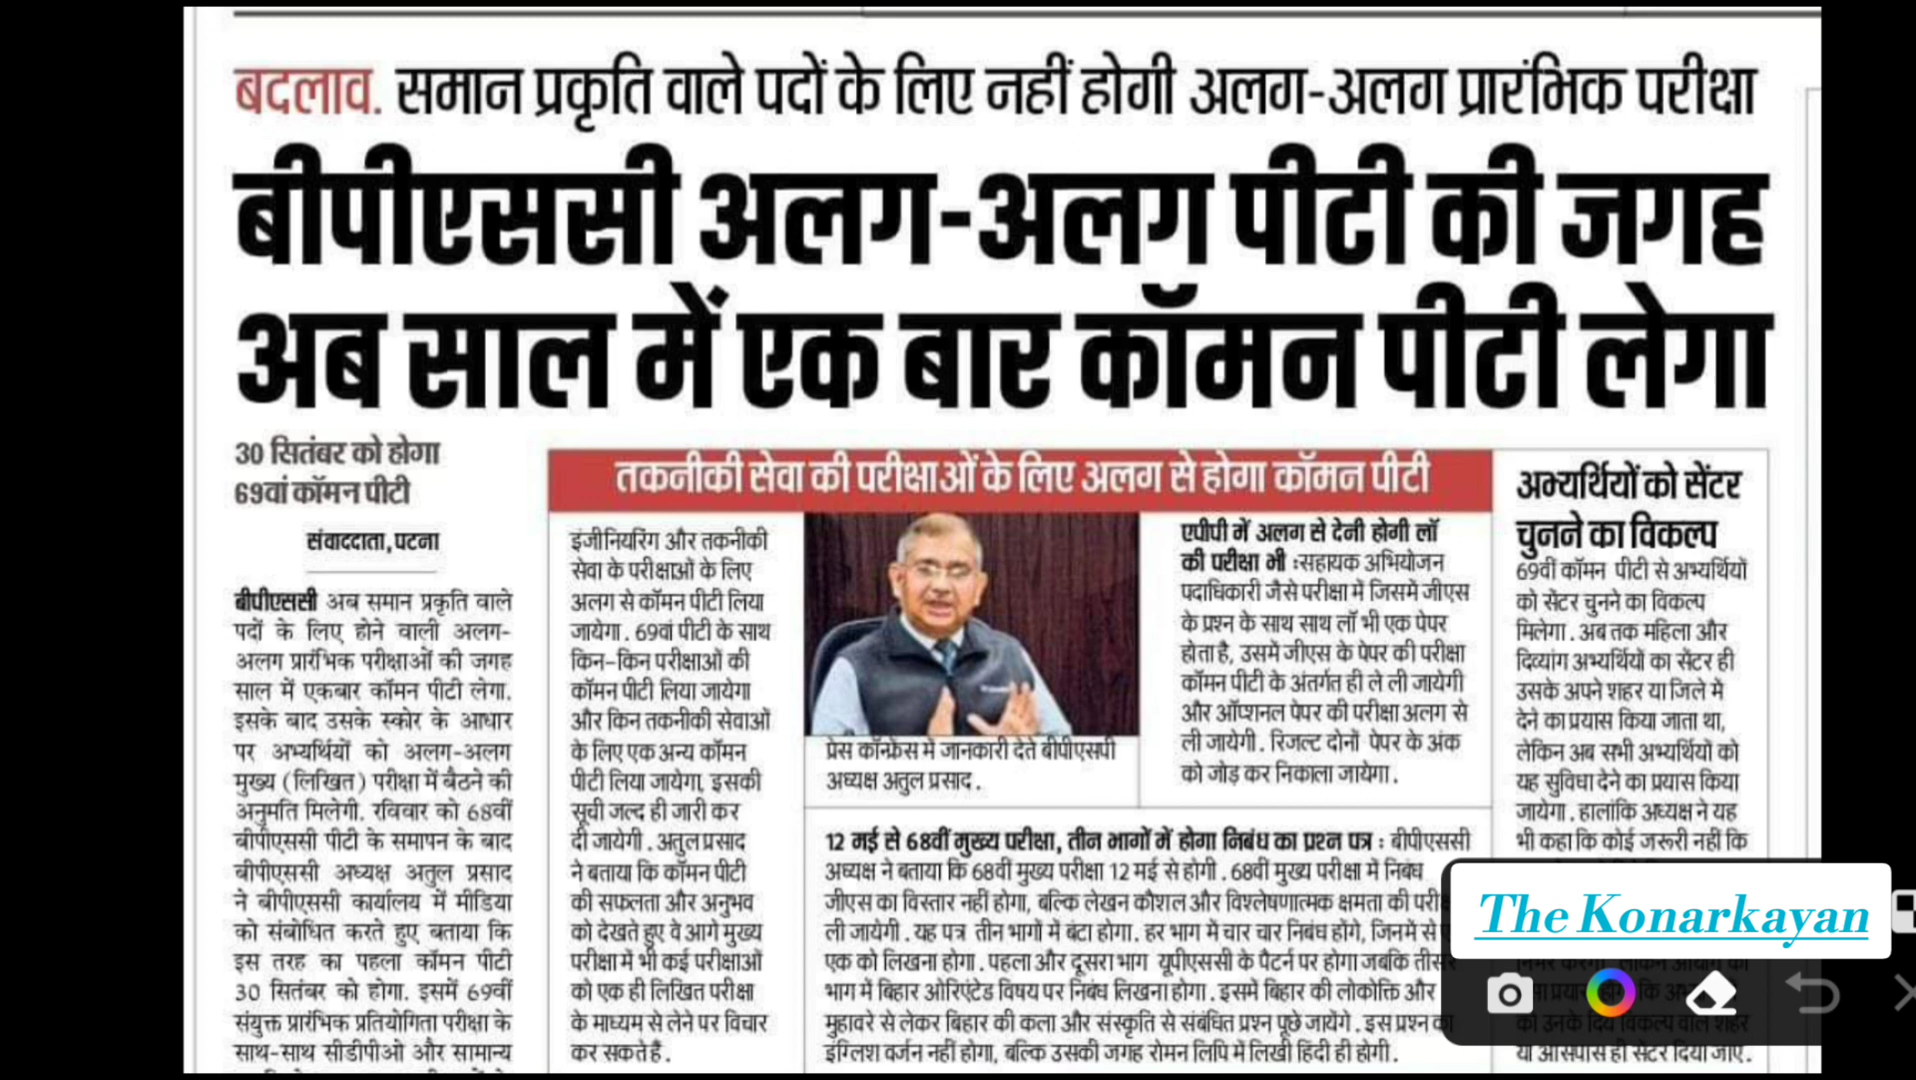 बदलाव. समान प्रकृति वाले पदों के लिए नहीं होगी अलग-अलग प्रारंभिक परीक्षा
बीपीएससी अलग-अलग पीटी की जगह
अब साल में एक बार कॉमन पीटी लेगा
30 सितंबर को होगा
69वां कॉमन पीटी
संवाददाता, पटना
बीपीएससी अब समान प्रकृति वाले
पदों के लिए होने वाली अलग-
अलग प्रारंभिक परीक्षाओं की जगह
साल में एकबार कॉमन पीटी लेगा.
इसके बाद उसके स्कोर के आधार
पर अभ्यर्थियों को अलग-अलग
मुख्य (लिखित) परीक्षा में बैठने की
अनुमति मिलेगी. रविवार को 68वीं
बीपीएससी पीटी के समापन के बाद
बीपीएससी अध्यक्ष अतुल प्रसाद
ने बीपीएससी कार्यालय में मीडिया
को संबोधित करते हुए बताया कि
इस तरह का पहला कॉमन पीटी
30 सितंबर को होगा. इसमें 69वीं
संयुक्त प्रारंभिक प्रतियोगिता परीक्षा के
साथ-साथ सीडीपीओ और सामान्य
तकनीकी सेवा की परीक्षाओं के लिए अलग से होगा कॉमन पीटी
इंजीनियरिंग और तकनीकी
सेवा के परीक्षाओं के लिए
अलग से कॉमन पीटी लिया
जायेगा. 69वां पीटी के साथ
किन-किन परीक्षाओं की
कॉमन पीटी लिया जायेगा
और किन तकनीकी सेवाओं
के लिए एक अन्य कॉमन
पीटी लिया जायेगा, इसकी
सूची जल्द ही जारी कर
दी जायेगी. अतुल प्रसाद
ने बताया कि कॉमन पीटी
की सफलता और अनुभव
को देखते हुए वे आगे मुख्य
परीक्षा में भी कई परीक्षाओं
को एक ही लिखित परीक्षा
के माध्यम से लेने पर विचार
कर सकते हैं.
प्रेस कॉन्फ्रेंस में जानकारी देते बीपीएसपी
अध्यक्ष अतुल प्रसाद.
एपीपी में अलग से देनी होगी लॉ
की परीक्षा भी :सहायक अभियोजन
पदाधिकारी जैसे परीक्षा में जिसमें जीएस
के प्रश्न के साथ साथ लॉ भी एक पेपर
होता है, उसमें जीएस के पेपर की परीक्षा
कॉमन पीटी के अंतर्गत ही ले ली जायेगी
और ऑप्शनल पेपर की परीक्षा अलग से
ली जायेगी. रिजल्ट दोनों पेपर के अंक
को जोड़ कर निकाला जायेगा.
12 मई से 68वीं मुख्य परीक्षा, तीन भागों में होगा निबंध का प्रश्न पत्र : बीपीएससी
अध्यक्ष ने बताया कि 68वीं मुख्य परीक्षा 12 मई से होगी. 68वीं मुख्य परीक्षा में निबंध
जीएस का विस्तार नहीं होगा, बल्कि लेखन कौशल और विश्लेषणात्मक क्षमता की
ली जायेगी. यह पत्र तीन भागों में बंटा होगा. हर भाग में चार चार निबंध होंगे, जिनमें से
एक को लिखना होगा. पहला और दूसरा भाग यूपीएससी के पैटर्न पर होगा जबकि
भाग में बिहार ओरिएंटेड विषय पर निबंध लिखना होगा. इसमें बिहार की लोकोक्ति और
मुहावरे से लेकर बिहार की कला और संस्कृति से संबंधित प्रश्न पूछे जायेंगे. इस प्रश्न का
इंग्लिश वर्जन नहीं होगा, बल्कि उसकी जगह रोमन लिपि में लिखी हिंदी ही होगी.
अभ्यर्थियों को सेंटर
चुनने का विकल्प
69वीं कॉमन पीटी से अभ्यर्थियों
को सेंटर चुनने का विकल्प
मिलेगा. अब तक महिला और
दिव्यांग अभ्यर्थियों का सेंटर ही
उसके अपने शहर या जिले में
देने का प्रयास किया जाता था,
लेकिन अब सभी अभ्यर्थियों को
यह सुविधा देने का प्रयास किया
जायेगा. हालांकि अध्यक्ष ने यह
भी कहा कि कोई जरूरी नहीं कि
को उनके दिये विकल्प वाले शहर
या आसपास ही सेंटर दिया जाए.
The Konarkayan